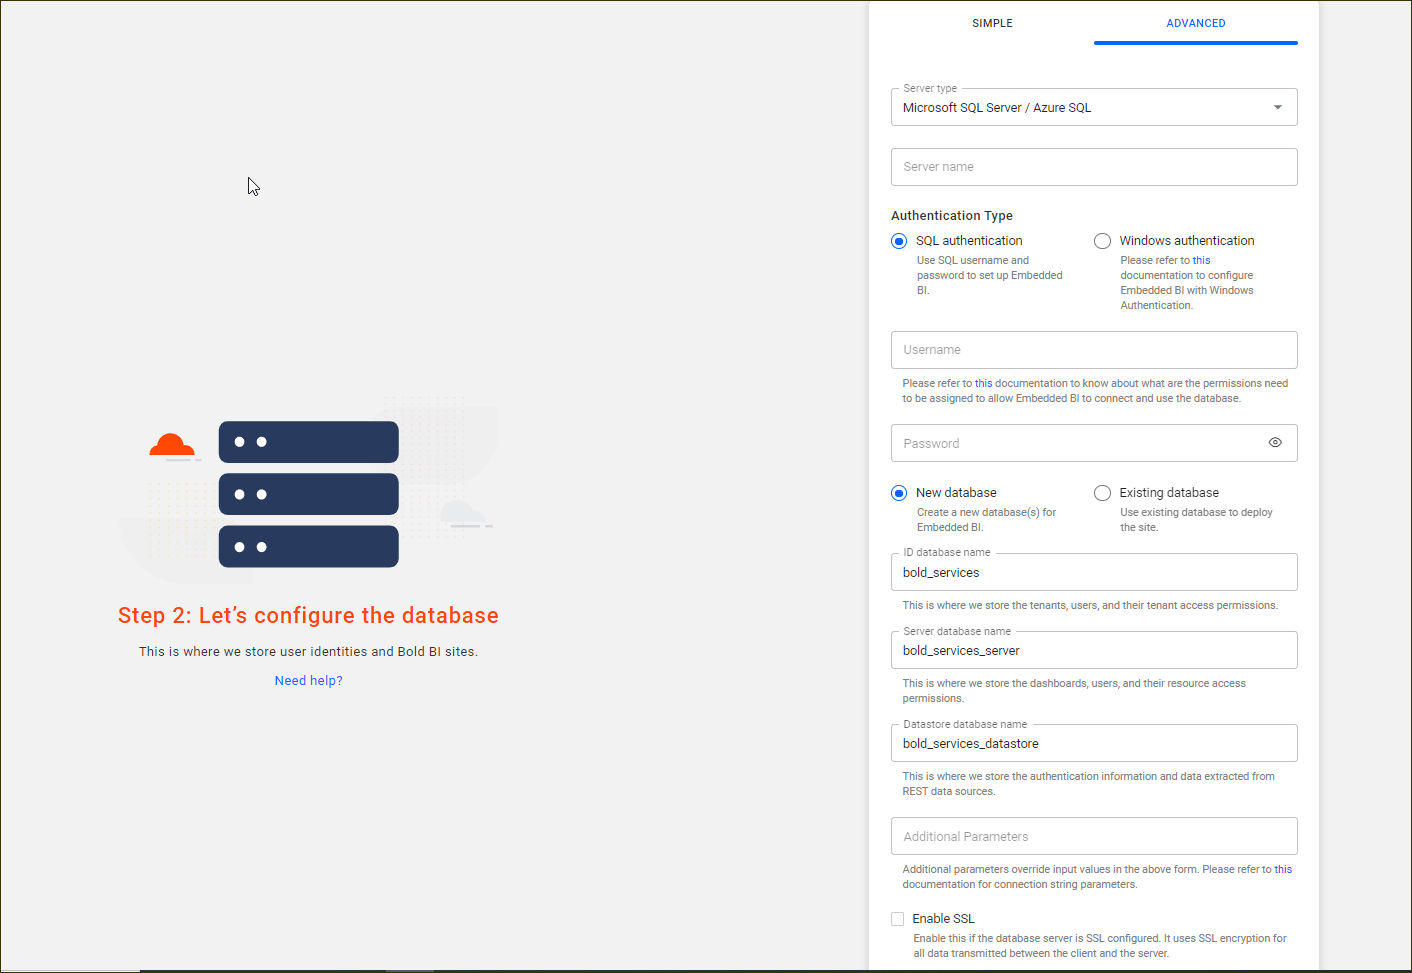 SIMPLE
ADVANCED
Server type
Microsoft SQL Server / Azure SQL
Server name
Authentication Type
SQL authentication
Use SQL username and
password to set up Embedded
BI.
Windows authentication
Please refer to this
documentation to configure
Embedded BI with Windows
Authentication.
Username
Please refer to this documentation to know about what are the permissions need
to be assigned to allow Embedded BI to connect and use the database.
Password
New database
Create a new database(s) for
Embedded BI.
Existing database
Use existing database to deploy
the site.
ID database name
bold_services
This is where we store the tenants, users, and their tenant access permissions.
Server database name
bold_services_server
This is where we store the dashboards, users, and their resource access
permissions.
Datastore database name
bold_services_datastore
This is where we store the authentication information and data extracted from
REST data sources.
Additional Parameters
Additional parameters override input values in the above form. Please refer to this
documentation for connection string parameters.
Enable SSL
Enable this if the database server is SSL configured. It uses SSL encryption for
all data transmitted between the client and the server.
Step 2: Let's configure the database
This is where we store user identities and Bold BI sites.
Need help?